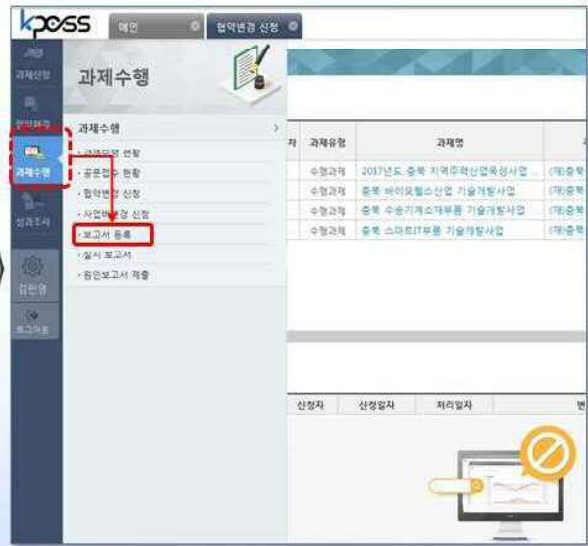 kposs
메인
협약변경 신청
과제신청
과제수행
과제수행
과제수행
차 과제유형 과제명
• 공문접수 현황
수행과제 2017년도 충북 지역주력산업육성사업 ..
(재)충북
• 협약변경 신청
수행과제 충북 바이오헬스산업 기술개발사업
(재)충북
• 사업비변경 신청
수행과제 충북 수송기계소재부품 기술개발사업
(재)충북
• 보고서 등록
수행과제 충북 스마트IT부품 기술개발사업
(재)충북
성과조사
• 실시 보고서
• 원인보고서 제출
로그아웃
신청자 신청일자 처리일자